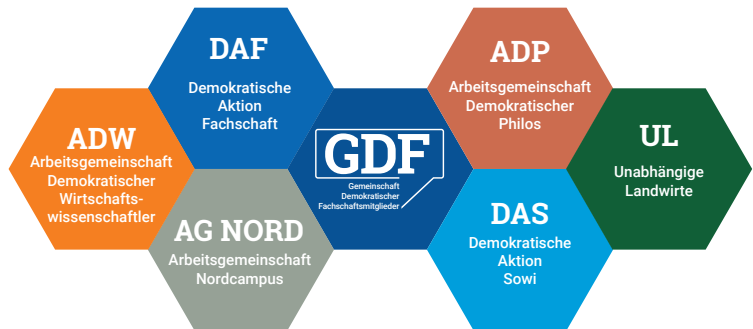 DAF
Demokratische
Aktion
Fachschaft
ADP
Arbeitsgemeinschaft
Demokratischer
Philos
ADW
Arbeitsgemeinschaft
Demokratischer
Wirtschafts-
wissenschaftler
GDF
Gemeinschaft
Demokratischer
Fachschaftsmitglieder
UL
Unabhängige
Landwirte
AG NORD
Arbeitsgemeinschaft
Nordcampus
DAS
Demokratische
Aktion
Sowi